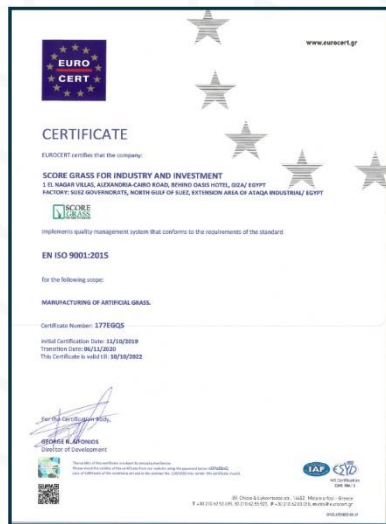 www.eurocert.gr
EURO
CERT
CERTIFICATE
EUROCERT certifies that the company:
SCORE GRASS FOR INDUSTRY AND INVESTMENT
1 EL NAGAR VILLAS, ALEXANDRIA-CAIRO ROAD, BEHIND OASIS HOTEL, GIZA/ EGYPT
FACTORY: SUEZ GOVERNORATE, NORTH GULF OF SUEZ, EXTENSION AREA OF ATAQA INDUSTRIAL/ EGYPT
SCORE
GRASS
implements quality management system that conforms to the requirements of the standard
EN ISO 9001:2015
for the following scope:
MANUFACTURING OF ARTIFICIAL GRASS.
Certificate Number: 177EGQS
Initial Certification Date: 31/10/2019
Transition Date: 06/11/2020
This Certificate is valid till: 30/10/2022
For the Certification Body,
GEORGE N. APONIOS
Director of Development
IAF